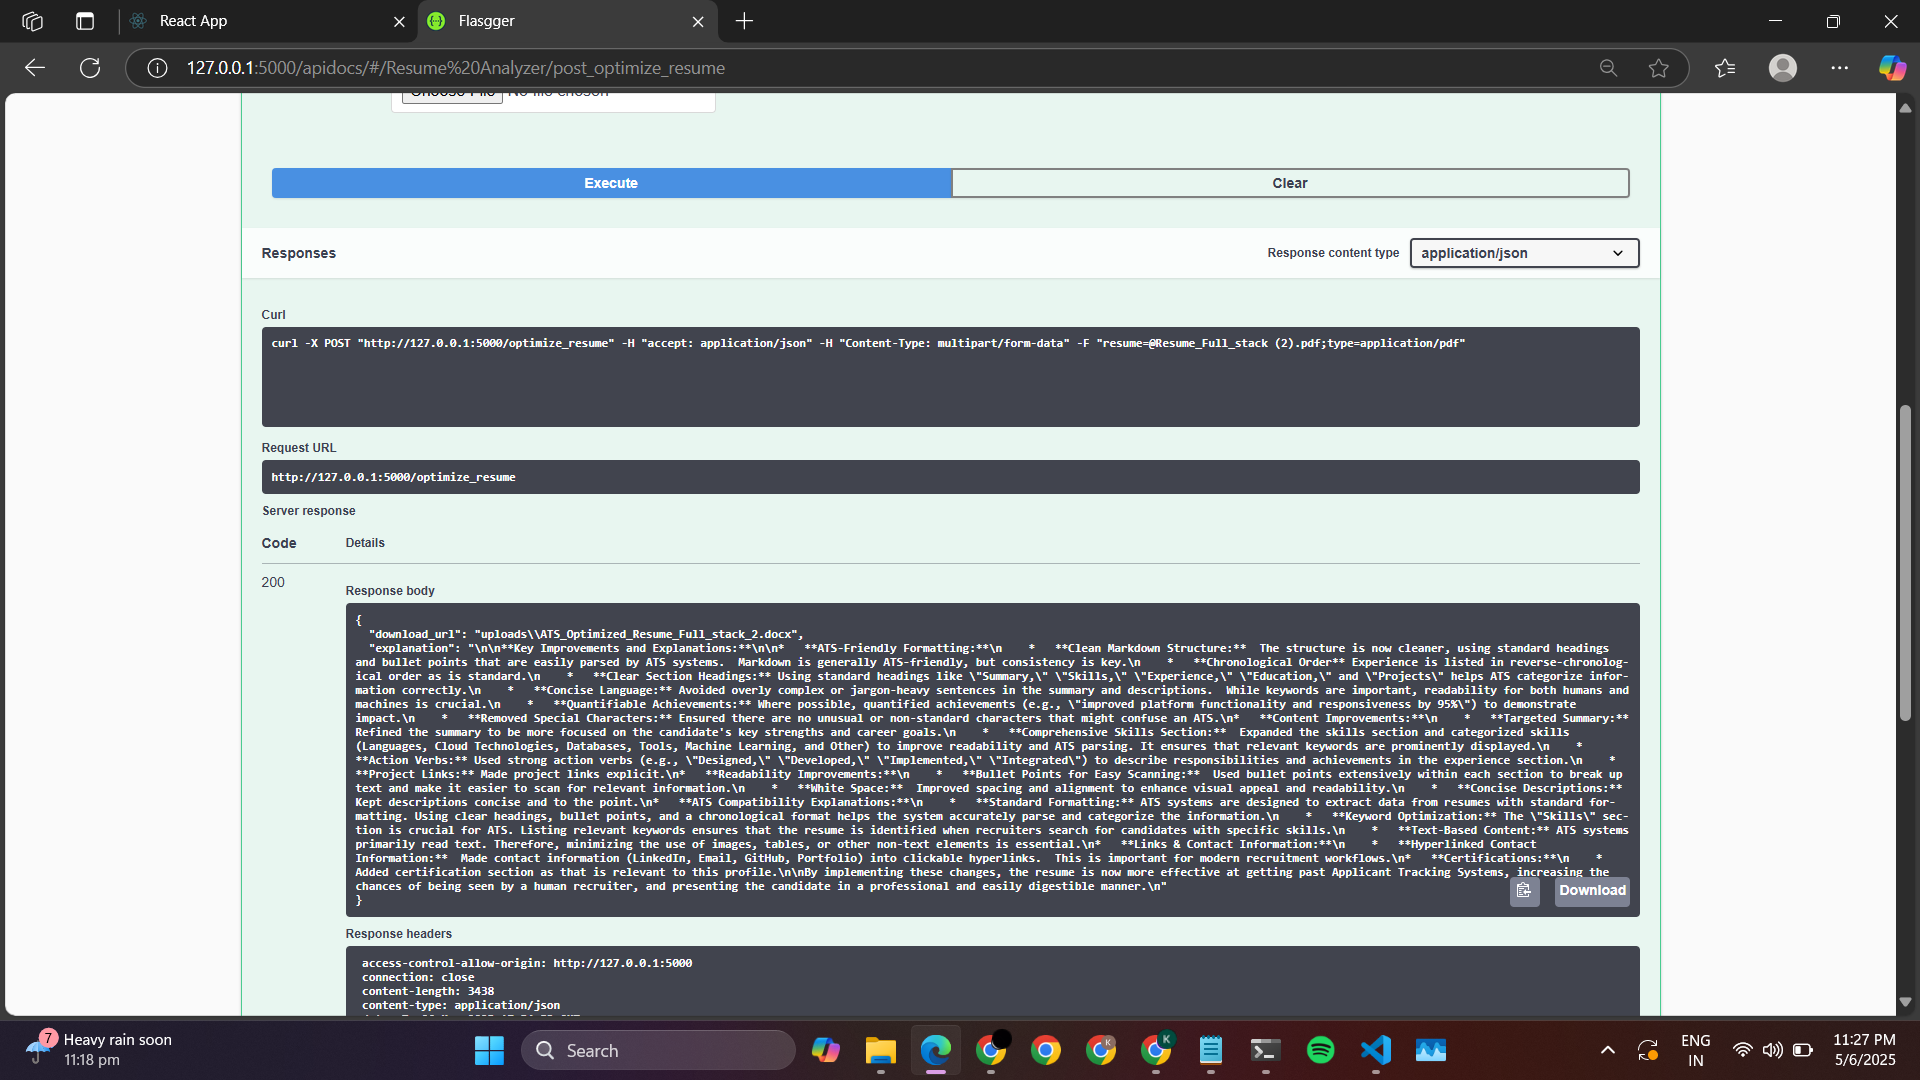 React App
Flasgger
127.0.0.1:5000/apidocs/#/Resume%20Analyzer/post_optimize_resume
Choose File No file chosen
Execute
Clear
Responses
Response content type
application/json
Curl
curl -X POST "http://127.0.0.1:5000/optimize_resume" -H "accept: application/json" -H "Content-Type: multipart/form-data" -F "resume=@Resume_Full_stack (2).pdf;type=application/pdf"
Request URL
http://127.0.0.1:5000/optimize_resume
Server response
Code
Details
200
Response body
{
"download_url": "uploads\\ATS_Optimized_Resume_Full_stack_2.docx",
"explanation": "\n\n**Key Improvements and Explanations:**\n\n*   **ATS-Friendly Formatting:**\n    *   **Clean Markdown Structure:**  The structure is now cleaner, using standard headings
and bullet points that are easily parsed by ATS systems.  Markdown is generally ATS-friendly, but consistency is key.\n    *   **Chronological Order** Experience is listed in reverse-chronolog-
ical order as is standard.\n    *   **Clear Section Headings:** Using standard headings like \"Summary,\" \"Skills,\" \"Experience,\" \"Education,\" and \"Projects\" helps ATS categorize infor-
mation correctly.\n    *   **Concise Language:** Avoided overly complex or jargon-heavy sentences in the summary and descriptions.  While keywords are important, readability for both humans and
machines is crucial.\n    *   **Quantifiable Achievements:** Where possible, quantified achievements (e.g., \"improved platform functionality and responsiveness by 95%\") to demonstrate
impact.\n    *   **Removed Special Characters:** Ensured there are no unusual or non-standard characters that might confuse an ATS.\n*   **Content Improvements:**\n    *   **Targeted Summary:**
Refined the summary to be more focused on the candidate's key strengths and career goals.\n    *   **Comprehensive Skills Section:**  Expanded the skills section and categorized skills
(Languages, Cloud Technologies, Databases, Tools, Machine Learning, and Other) to improve readability and ATS parsing. It ensures that relevant keywords are prominently displayed.\n    *
**Action Verbs:** Used strong action verbs (e.g., \"Designed,\" \"Developed,\" \"Implemented,\" \"Integrated\") to describe responsibilities and achievements in the experience section.\n    *
**Project Links:** Made project links explicit.\n*   **Readability Improvements:**\n    *   **Bullet Points for Easy Scanning:**  Used bullet points extensively within each section to break up
text and make it easier to scan for relevant information.\n    *   **White Space:**  Improved spacing and alignment to enhance visual appeal and readability.\n    *   **Concise Descriptions:**
Kept descriptions concise and to the point.\n*   **ATS Compatibility Explanations:**\n    *   **Standard Formatting:** ATS systems are designed to extract data from resumes with standard for-
matting. Using clear headings, bullet points, and a chronological format helps the system accurately parse and categorize the information.\n    *   **Keyword Optimization:** The \"Skills\" sec-
tion is crucial for ATS. Listing relevant keywords ensures that the resume is identified when recruiters search for candidates with specific skills.\n    *   **Text-Based Content:** ATS systems
primarily read text. Therefore, minimizing the use of images, tables, or other non-text elements is essential.\n*   **Links & Contact Information:**\n    *   **Hyperlinked Contact
Information:**  Made contact information (LinkedIn, Email, GitHub, Portfolio) into clickable hyperlinks.  This is important for modern recruitment workflows.\n*   **Certifications:**\n    *
Added certification section as that is relevant to this profile.\n\nBy implementing these changes, the resume is now more effective at getting past Applicant Tracking Systems, increasing the
chances of being seen by a human recruiter, and presenting the candidate in a professional and easily digestible manner.\n"
}
Download
Response headers
access-control-allow-origin: http://127.0.0.1:5000
connection: close
content-length: 3438
content-type: application/json
7
Heavy rain soon
11:18 pm
Search
K
K
ENG
IN
11:27 PM
5/6/2025